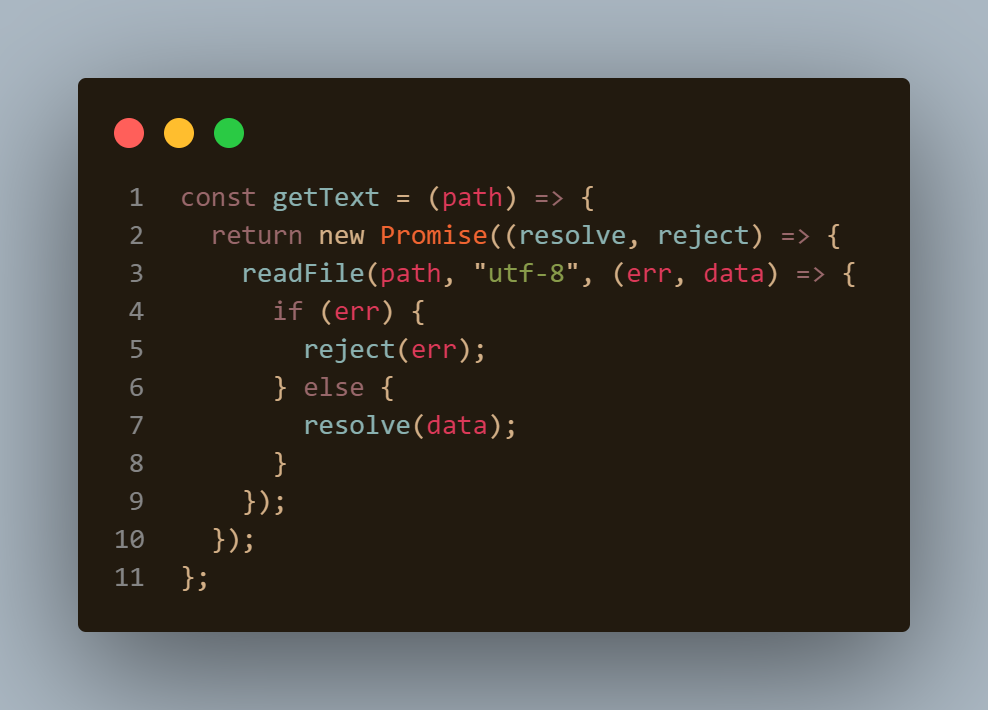 1 const getText = (path) => {
2   return new Promise((resolve, reject) => {
3     readFile(path, "utf-8", (err, data) => {
4       if (err) {
5         reject(err);
6       } else {
7         resolve(data);
8       }
9     });
10   });
11 };